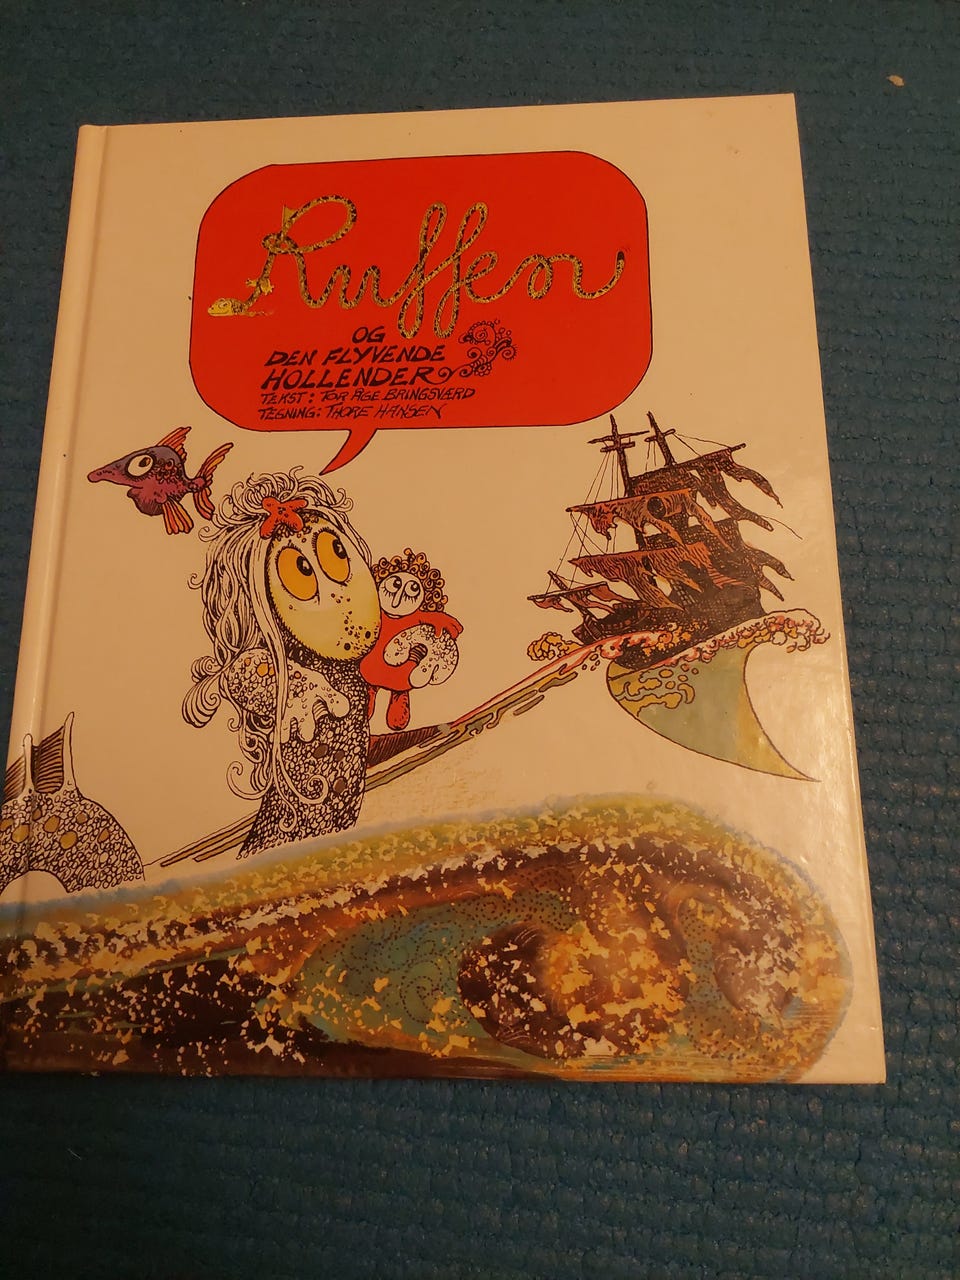 Ruffen
OG
DEN FLYVENDE
HOLLENDER
TEKST: TOR ÅGE BRINGSVÆRD
TEGNING: THORE HANSEN